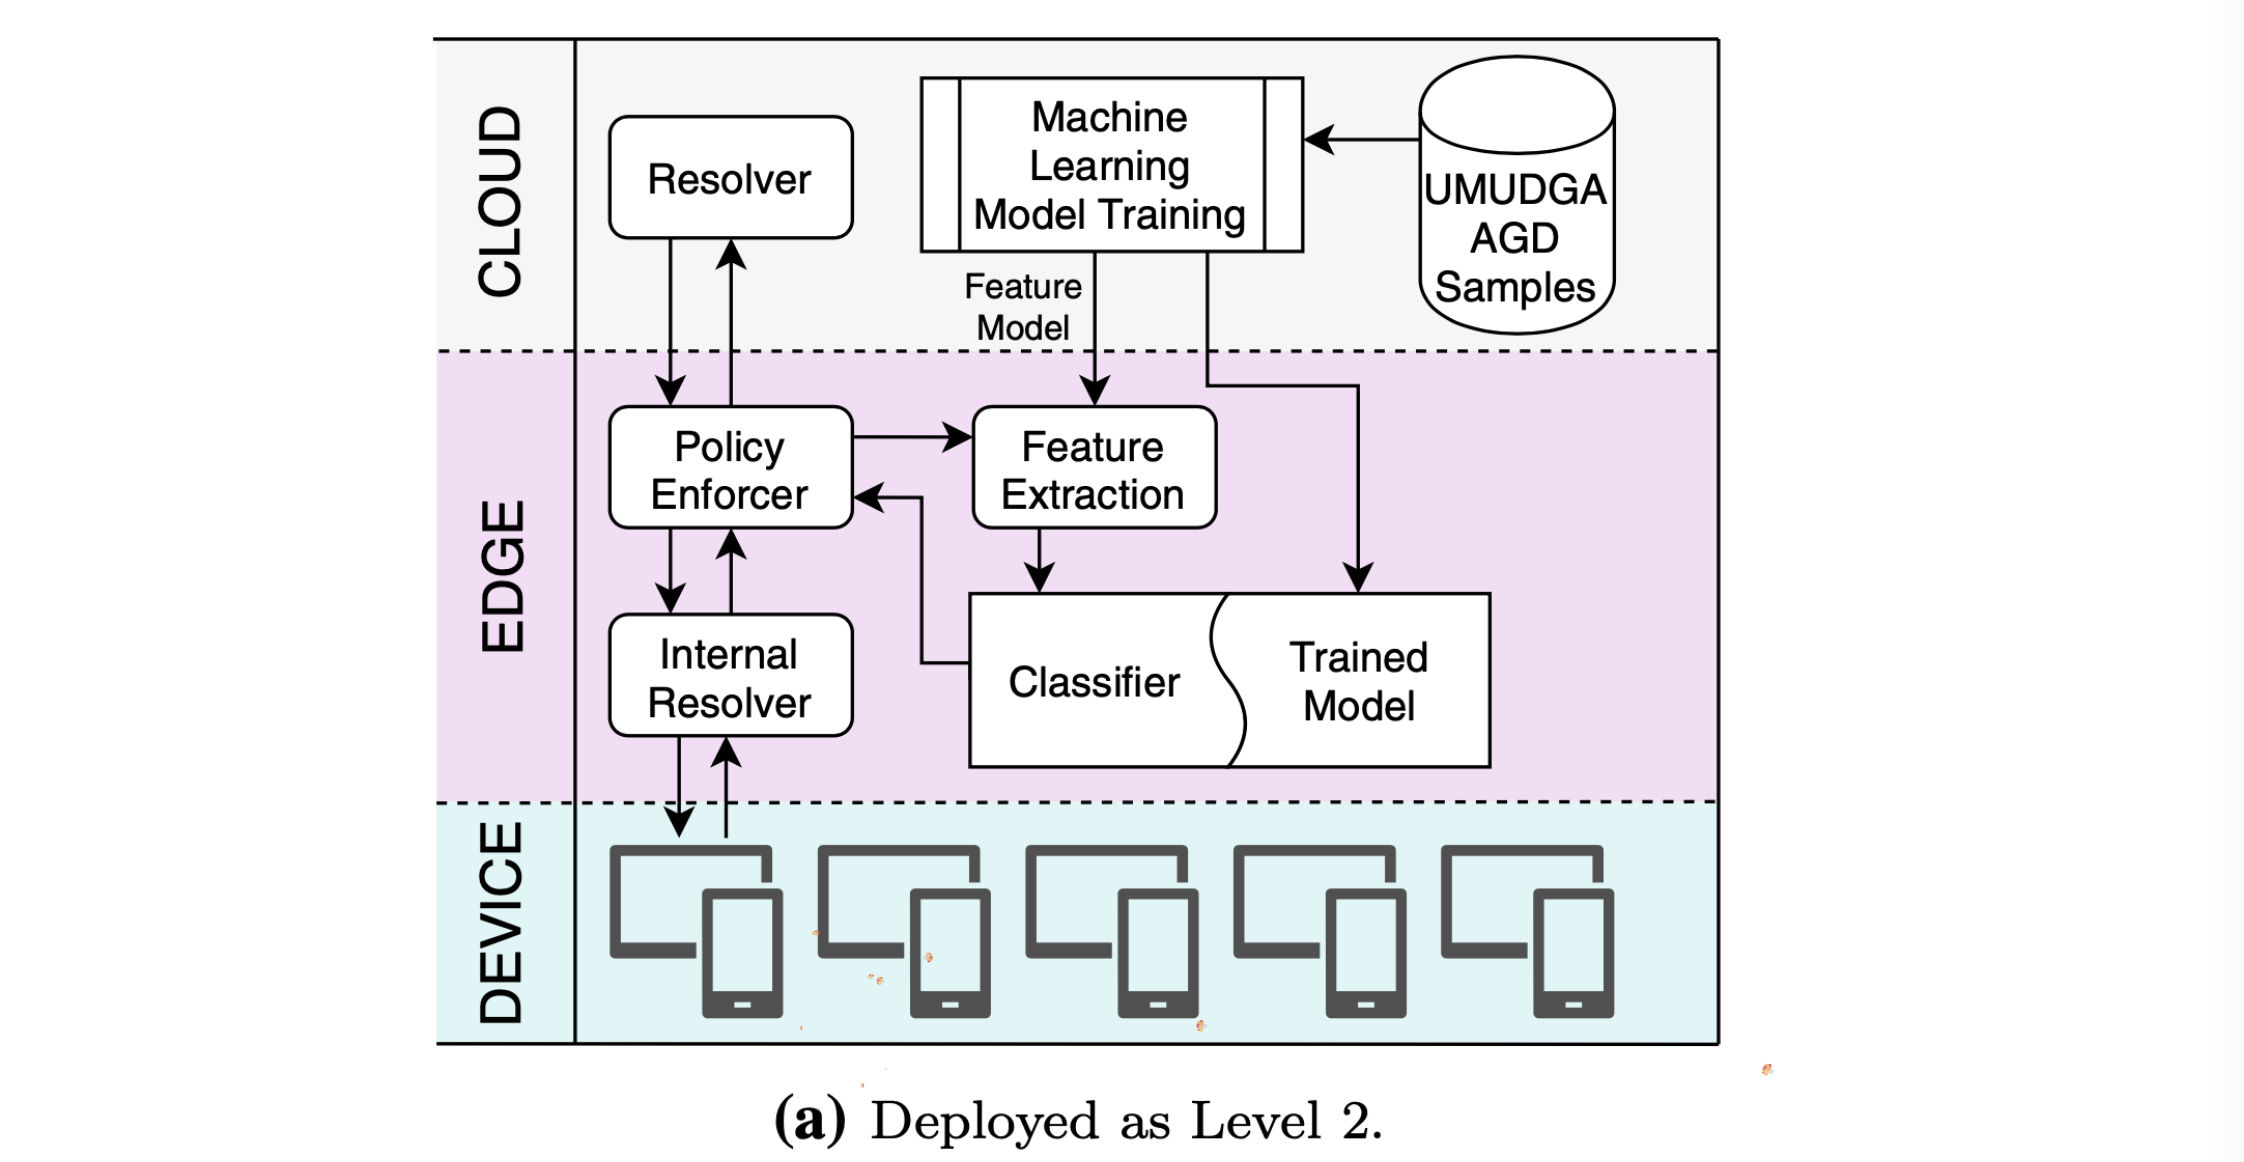 CLOUD
Resolver
Machine
Learning
Model Training
UMUDGA
AGD
Samples
Feature
Model
EDGE
Policy
Enforcer
Feature
Extraction
Internal
Resolver
Classifier
Trained
Model
DEVICE
(a) Deployed as Level 2.